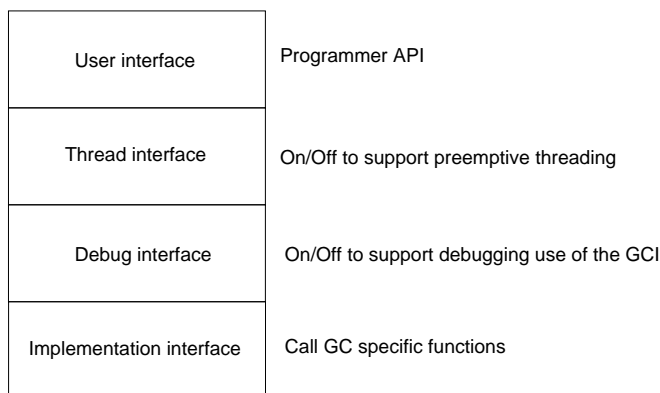 User interface
Programmer API
Thread interface
On/Off to support preemptive threading
Debug interface
On/Off to support debugging use of the GCI
Implementation interface
Call GC specific functions